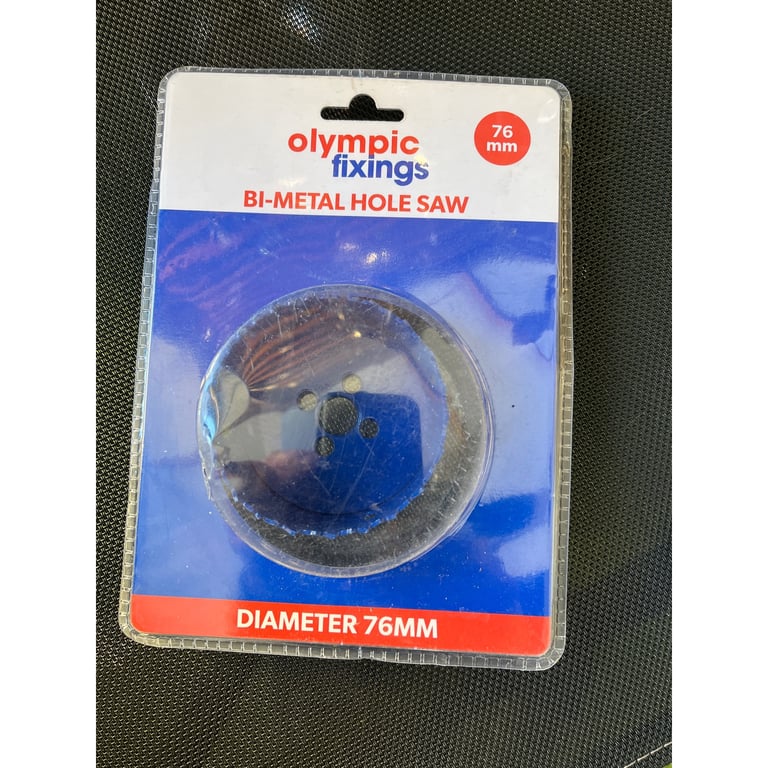 olympic
fixings
76
mm
BI-METAL HOLE SAW
DIAMETER 76MM